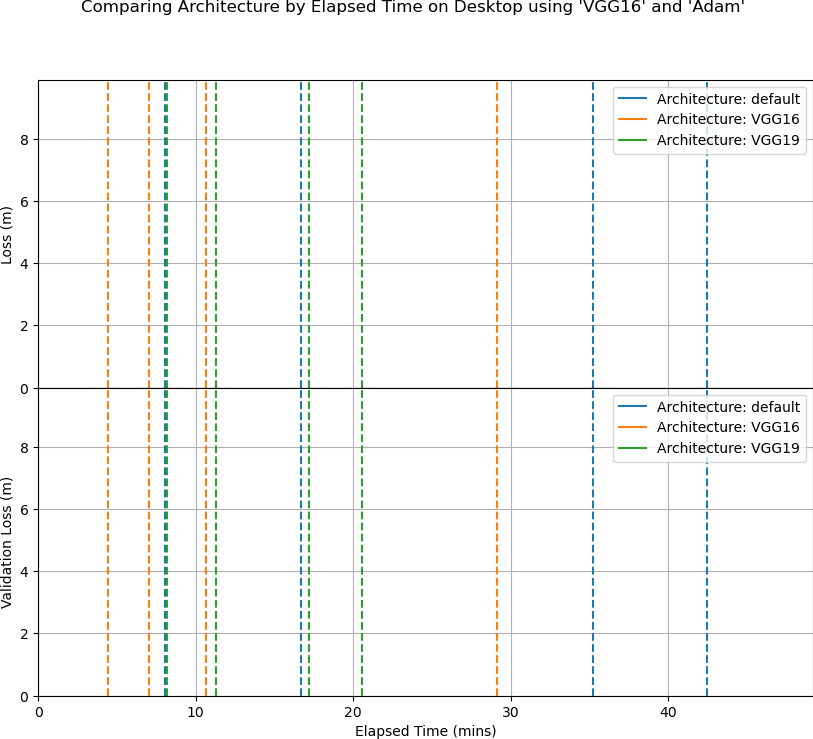 Comparing Architecture by Elapsed Time on Desktop using 'VGG16' and 'Adam'
Architecture: default
Architecture: VGG16
Architecture: VGG19
8
6
4
2
0
Loss (m)
Architecture: default
Architecture: VGG16
Architecture: VGG19
8
6
4
2
0
Validation Loss (m)
0 10 20 30 40
Elapsed Time (mins)